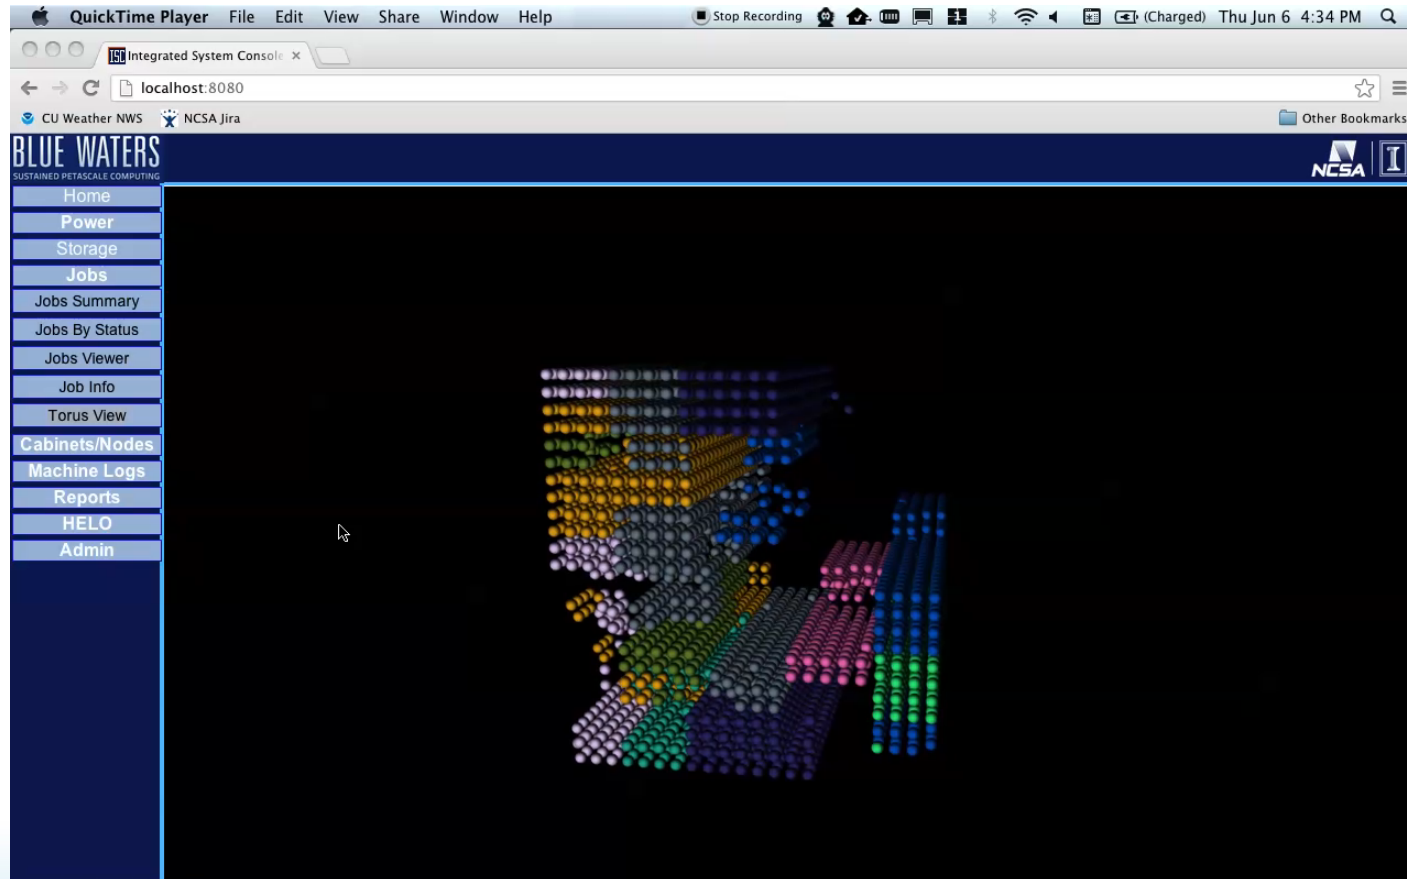 QuickTime Player File Edit View Share Window Help Stop Recording (Charged) Thu Jun 6 4:34 PM
ISC Integrated System Console
localhost:8080
CU Weather NWS NCSA Jira Other Bookmarks
BLUE WATERS
SUSTAINED PETASCALE COMPUTING
NCSA I
Home
Power
Storage
Jobs
Jobs Summary
Jobs By Status
Jobs Viewer
Job Info
Torus View
Cabinets/Nodes
Machine Logs
Reports
HELO
Admin